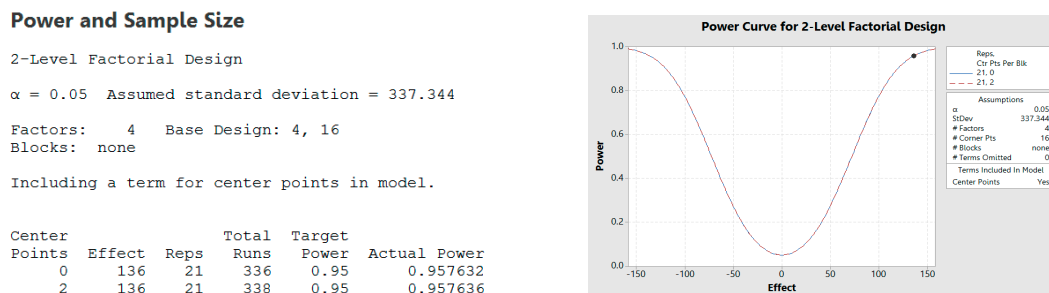 Power and Sample Size
2-Level Factorial Design
α = 0.05  Assumed standard deviation = 337.344
Factors:    4   Base Design: 4, 16
Blocks:  none
Including a term for center points in model.
Center                   Total  Target
Points  Effect  Reps   Runs   Power  Actual Power
0     136    21    336    0.95      0.957632
2     136    21    338    0.95      0.957636
Power Curve for 2-Level Factorial Design
1.0
0.8
0.6
0.4
0.2
0.0
Power
-150 -100 -50 0 50 100 150
Effect
Reps,
Ctr Pts Per Blk
21, 0
21, 2
Assumptions
α 0.05
StDev 337.344
# Factors 4
# Corner Pts 16
# Blocks none
# Terms Omitted 0
Terms Included In Model
Center Points Yes